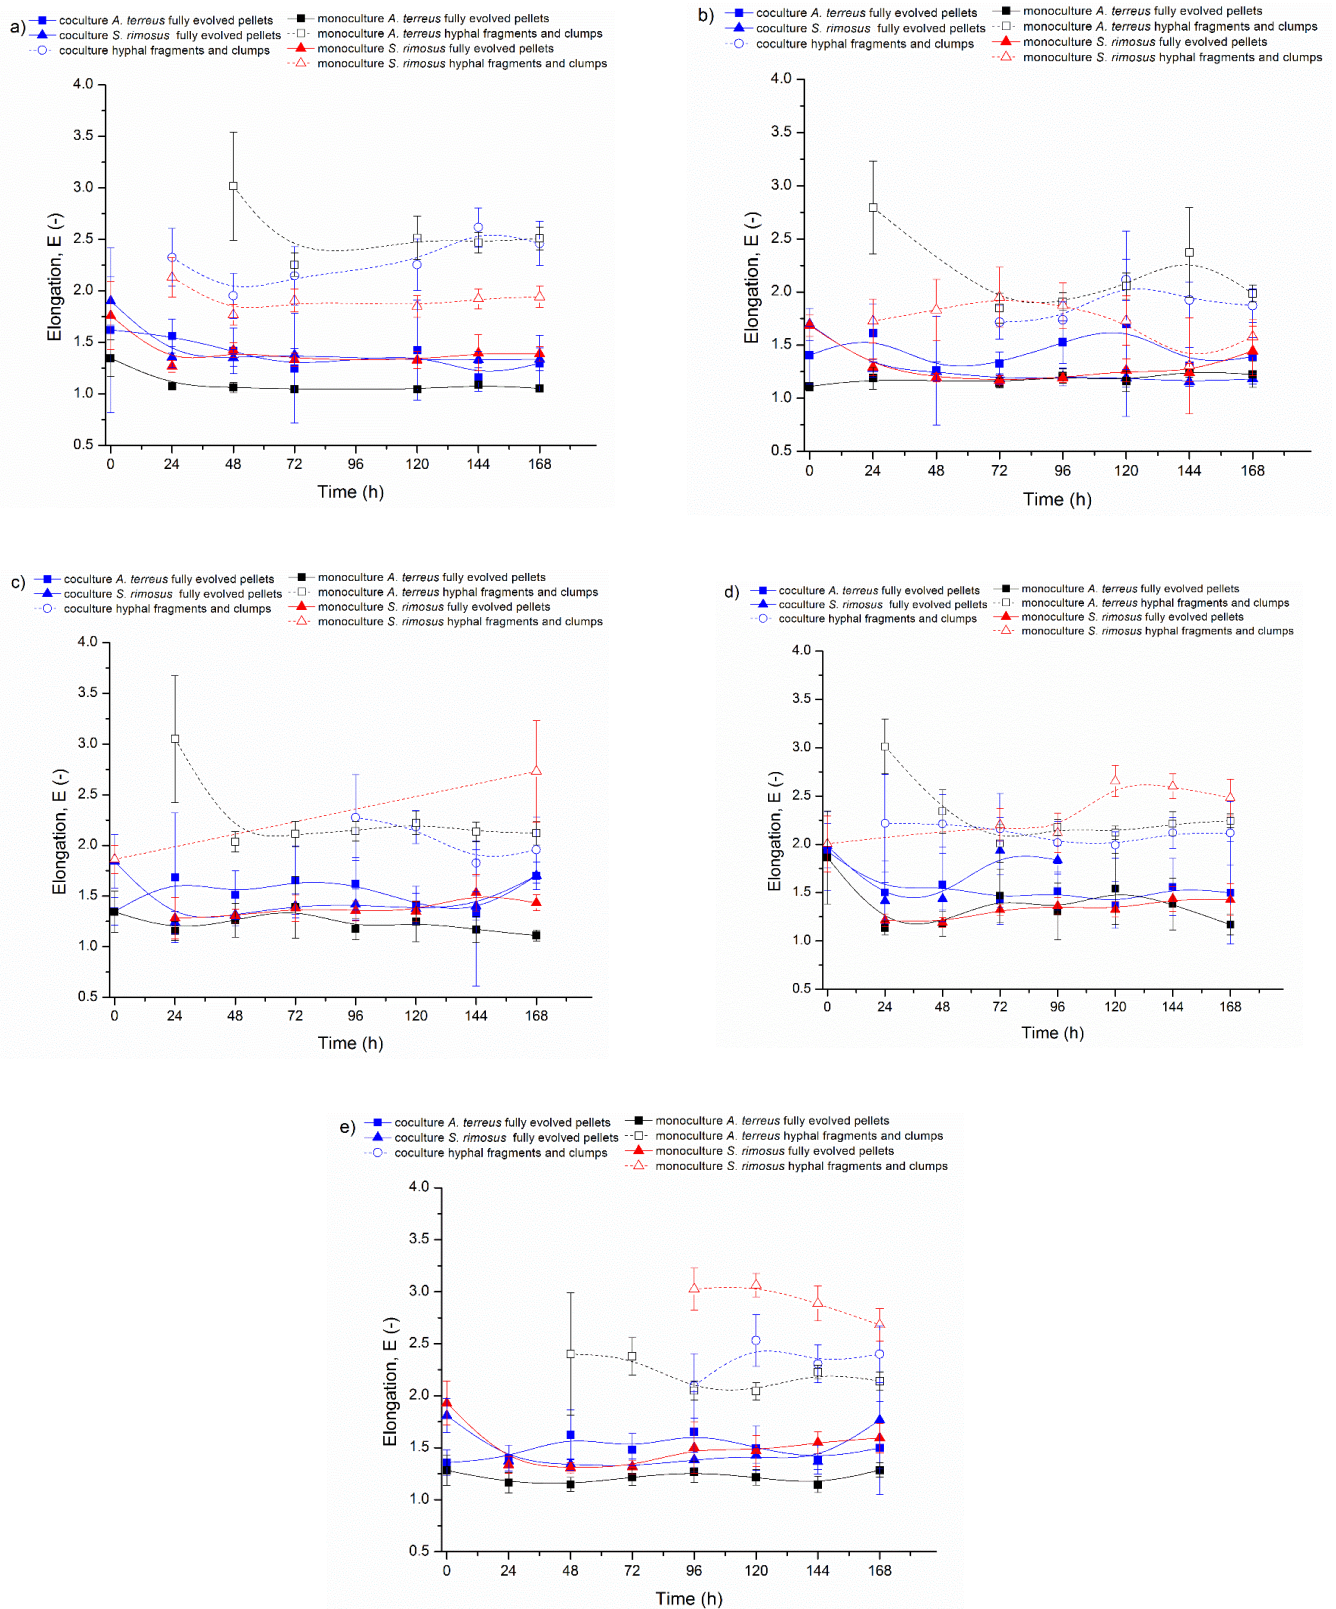 a)
coculture A. terreus fully evolved pellets
coculture S. rimosus fully evolved pellets
coculture hyphal fragments and clumps
monoculture A. terreus fully evolved pellets
monoculture A. terreus hyphal fragments and clumps
monoculture S. rimosus fully evolved pellets
monoculture S. rimosus hyphal fragments and clumps
Elongation, E (-)
4.0
3.5
3.0
2.5
2.0
1.5
1.0
0.5
0 24 48 72 96 120 144 168
Time (h)
b)
coculture A. terreus fully evolved pellets
coculture S. rimosus fully evolved pellets
coculture hyphal fragments and clumps
monoculture A. terreus fully evolved pellets
monoculture A. terreus hyphal fragments and clumps
monoculture S. rimosus fully evolved pellets
monoculture S. rimosus hyphal fragments and clumps
Elongation, E (-)
4.0
3.5
3.0
2.5
2.0
1.5
1.0
0.5
0 24 48 72 96 120 144 168
Time (h)
c)
coculture A. terreus fully evolved pellets
coculture S. rimosus fully evolved pellets
coculture hyphal fragments and clumps
monoculture A. terreus fully evolved pellets
monoculture A. terreus hyphal fragments and clumps
monoculture S. rimosus fully evolved pellets
monoculture S. rimosus hyphal fragments and clumps
Elongation, E (-)
4.0
3.5
3.0
2.5
2.0
1.5
1.0
0.5
0 24 48 72 96 120 144 168
Time (h)
d)
coculture A. terreus fully evolved pellets
coculture S. rimosus fully evolved pellets
coculture hyphal fragments and clumps
monoculture A. terreus fully evolved pellets
monoculture A. terreus hyphal fragments and clumps
monoculture S. rimosus fully evolved pellets
monoculture S. rimosus hyphal fragments and clumps
Elongation, E (-)
4.0
3.5
3.0
2.5
2.0
1.5
1.0
0.5
0 24 48 72 96 120 144 168
Time (h)
e)
coculture A. terreus fully evolved pellets
coculture S. rimosus fully evolved pellets
coculture hyphal fragments and clumps
monoculture A. terreus fully evolved pellets
monoculture A. terreus hyphal fragments and clumps
monoculture S. rimosus fully evolved pellets
monoculture S. rimosus hyphal fragments and clumps
Elongation, E (-)
4.0
3.5
3.0
2.5
2.0
1.5
1.0
0.5
0 24 48 72 96 120 144 168
Time (h)